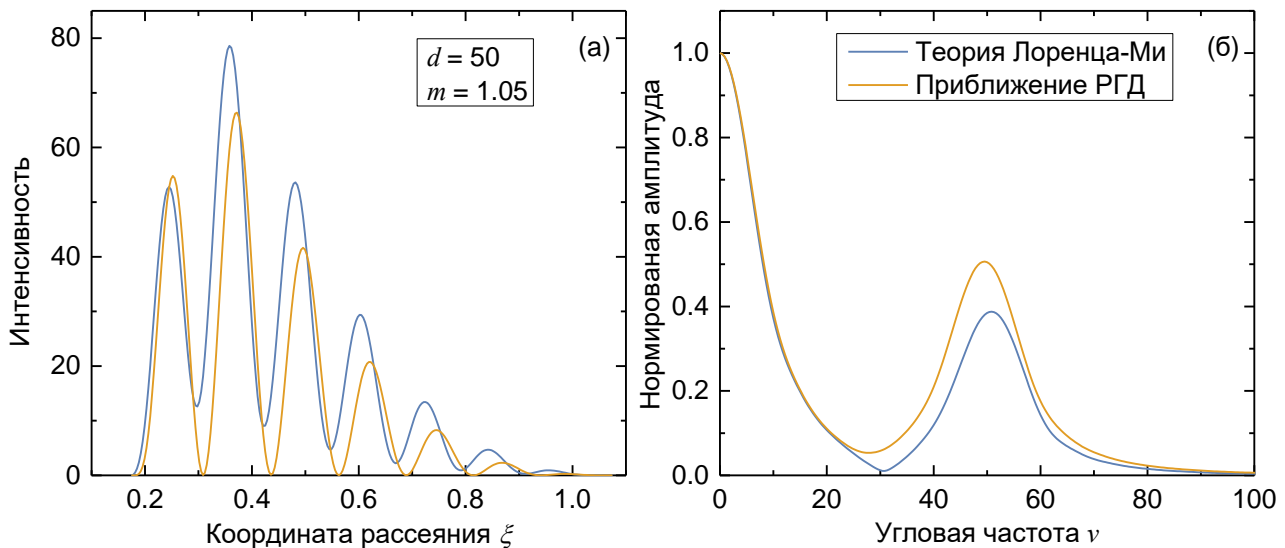 (а)
d = 50
m = 1.05
Интенсивность
80
60
40
20
0
0.2 0.4 0.6 0.8 1.0
Координата рассеяния ξ
(б)
Теория Лоренца-Ми
Приближение РГД
Нормированая амплитуда
1.0
0.8
0.6
0.4
0.2
0.0
0 20 40 60 80 100
Угловая частота ν